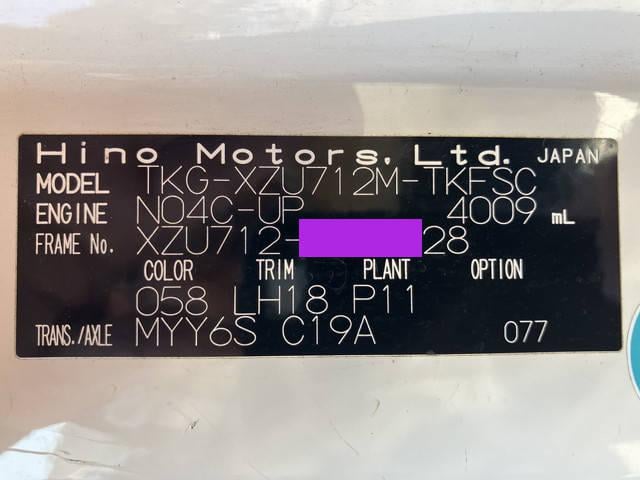 Hino Motors, Ltd. JAPAN
MODEL TKG-XZU712M-TKFSC
ENGINE N04C-UP 4009 mL
FRAME No. XZU712- 28
COLOR TRIM PLANT OPTION
058 LH18 P11
TRANS./AXLE MYY6S C19A 077